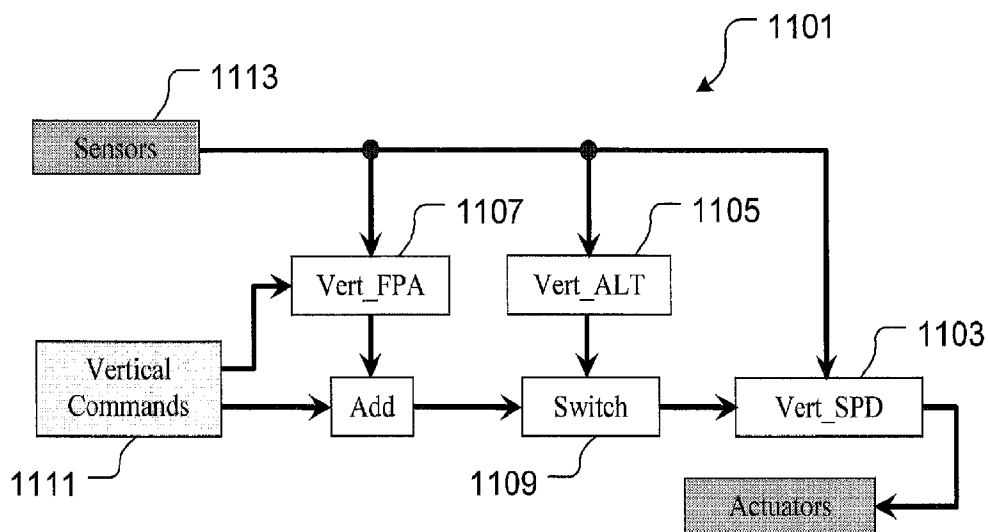 1101
1113
Sensors
1107
1105
Vert_FPA
Vert_ALT
1103
Vertical
Commands
Add
Switch
Vert_SPD
1111
1109
Actuators